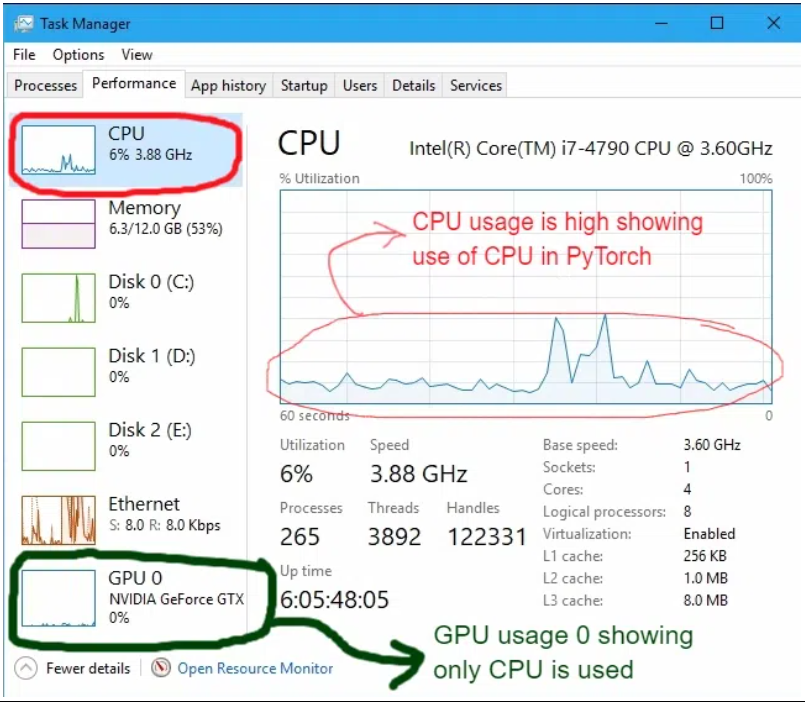 Task Manager
File Options View
Processes Performance App history Startup Users Details Services
CPU
6% 3.88 GHz
Memory
6.3/12.0 GB (53%)
Disk 0 (C:)
0%
Disk 1 (D:)
0%
Disk 2 (E:)
0%
Ethernet
S: 8.0 R: 8.0 Kbps
GPU 0
NVIDIA GeForce GTX
0%
CPU Intel(R) Core(TM) i7-4790 CPU @ 3.60GHz
% Utilization 100%
CPU usage is high showing
use of CPU in PyTorch
60 seconds 0
Utilization Speed
6% 3.88 GHz
Processes Threads Handles
265 3892 122331
Up time
6:05:48:05
Base speed: 3.60 GHz
Sockets: 1
Cores: 4
Logical processors: 8
Virtualization: Enabled
L1 cache: 256 KB
L2 cache: 1.0 MB
L3 cache: 8.0 MB
GPU usage 0 showing
only CPU is used
Fewer details Open Resource Monitor